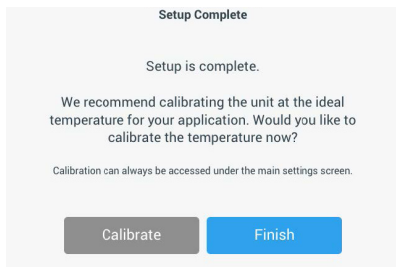 Setup Complete
Setup is complete.
We recommend calibrating the unit at the ideal
temperature for your application. Would you like to
calibrate the temperature now?
Calibration can always be accessed under the main settings screen.
Calibrate
Finish